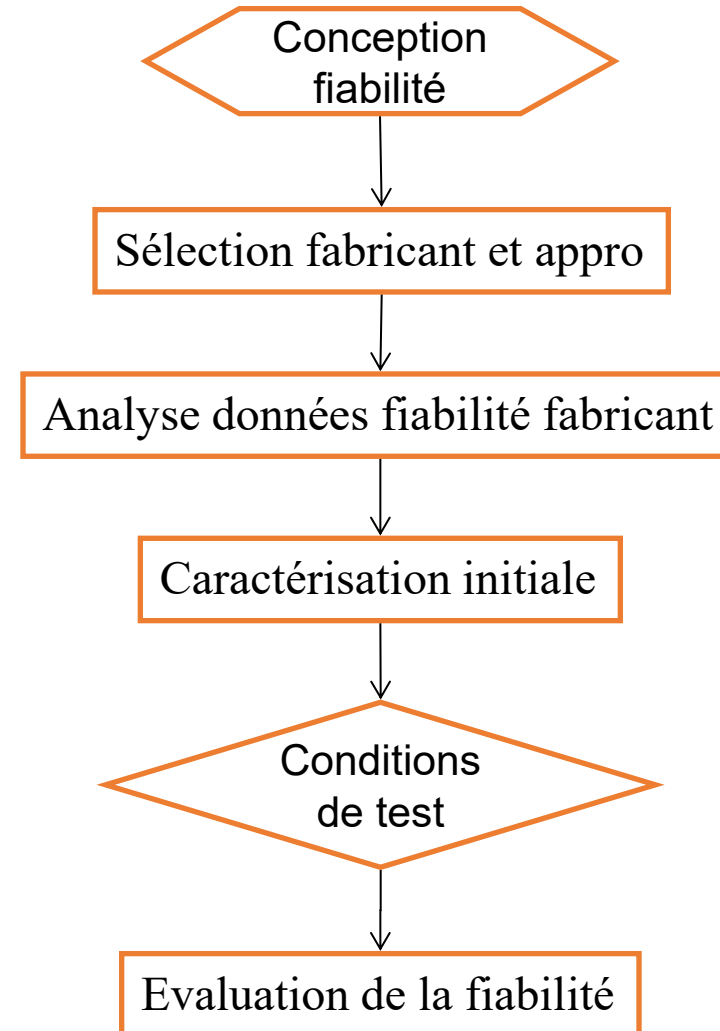 Conception
fiabilité
Sélection fabricant et appro
Analyse données fiabilité fabricant
Caractérisation initiale
Conditions
de test
Evaluation de la fiabilité